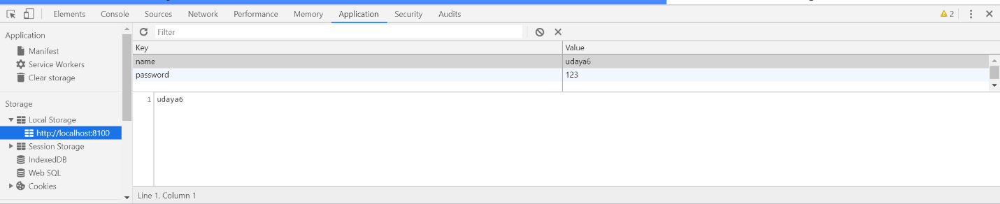 Elements Console Sources Network Performance Memory Application Security Audits 2
Application
Manifest
Service Workers
Clear storage
Storage
Local Storage
http://localhost:8100
Session Storage
IndexedDB
Web SQL
Cookies
Filter
Key Value
name udaya6
password 123
1 udaya6
Line 1, Column 1